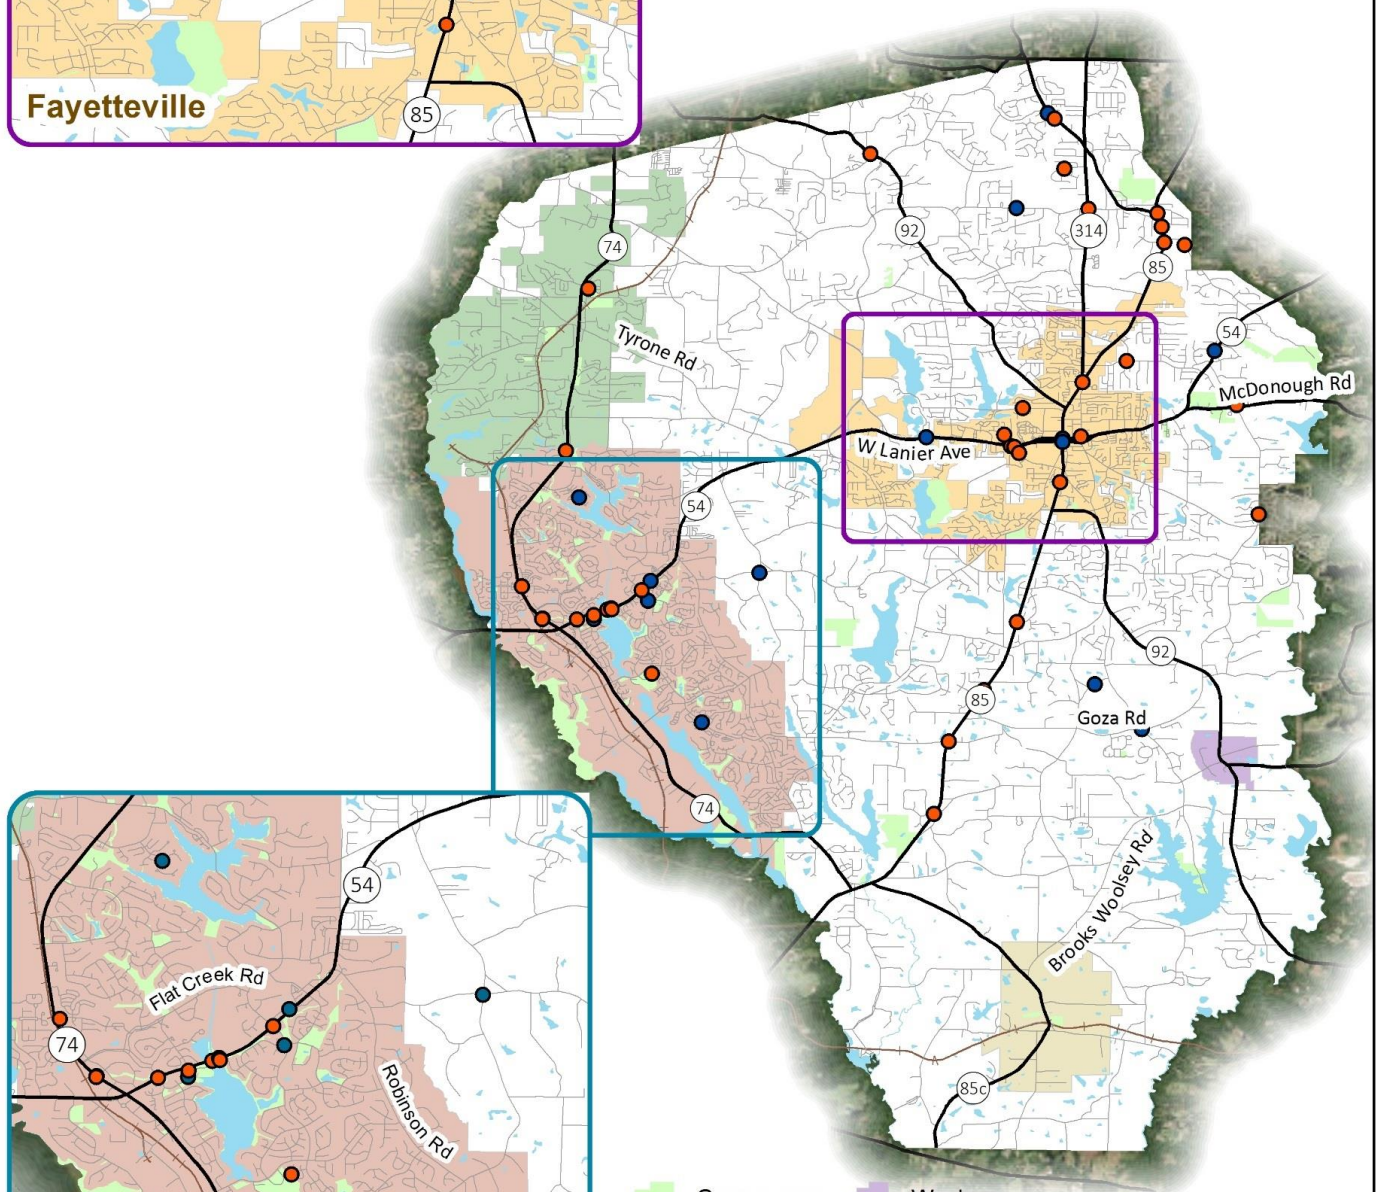 Fayetteville
85
74
92
314
85
54
Tyrone Rd
McDonough Rd
W Lanier Ave
54
92
85
Goza Rd
74
Brooks Woolsey Rd
85c
54
Flat Creek Rd
74
Robinson Rd